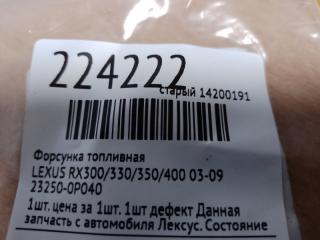 224222
старый 14200191
Форсунка топливная
LEXUS RX300/330/350/400 03-09
23250-0P040
1шт. цена за 1шт. 1шт дефект Данная
запчасть с автомобиля Лексус. Состояние